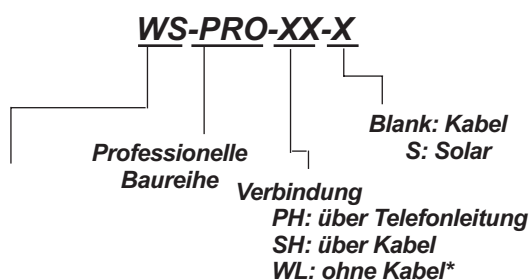 WS-PRO-XX-X
Blank: Kabel
S: Solar
Professionelle
Baureihe
Verbindung
PH: über Telefonleitung
SH: über Kabel
WL: ohne Kabel*